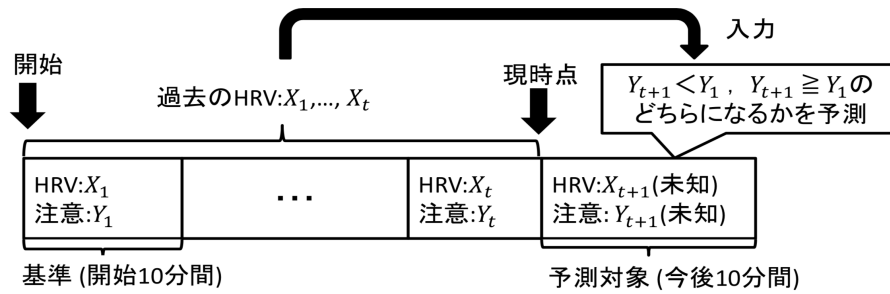 入力
開始
現時点
過去のHRV:X₁,..., Xₜ
Yₜ₊₁<Y₁ , Yₜ₊₁≧Y₁の
どちらになるかを予測
HRV:X₁
注意:Y₁
…
HRV:Xₜ
注意:Yₜ
HRV:Xₜ₊₁(未知)
注意: Yₜ₊₁(未知)
基準 (開始10分間)
予測対象 (今後10分間)